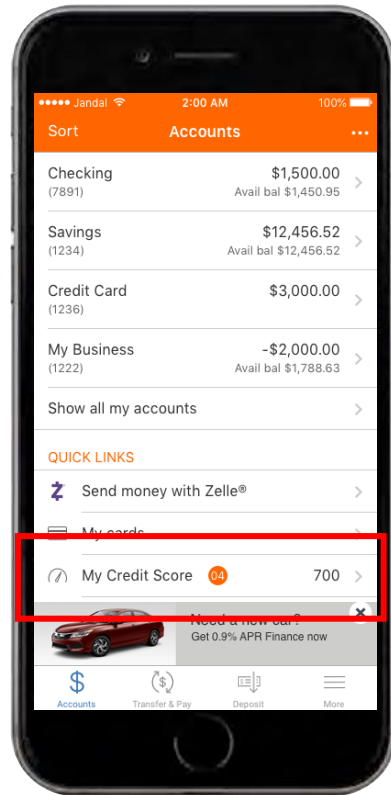 Jandal 2:00 AM 100%
Sort Accounts ...
Checking $1,500.00
(7891) Avail bal $1,450.95
Savings $12,456.52
(1234) Avail bal $12,456.52
Credit Card $3,000.00
(1236)
My Business -$2,000.00
(1222) Avail bal $1,788.63
Show all my accounts
QUICK LINKS
Send money with Zelle®
My cards
My Credit Score 04 700
Need a new car?
Get 0.9% APR Finance now
Accounts Transfer & Pay Deposit More